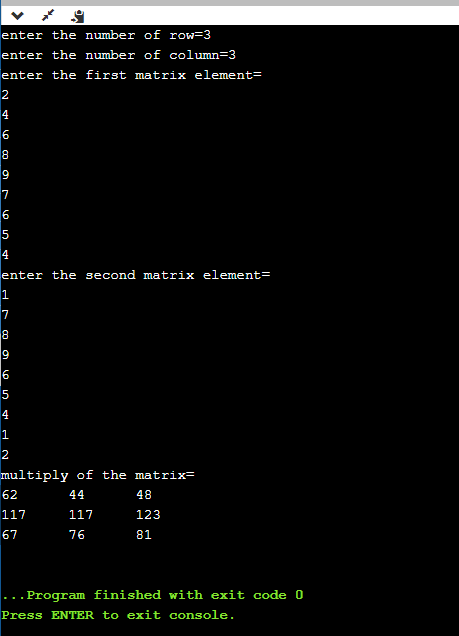 enter the number of row=3
enter the number of column=3
enter the first matrix element=
2
4
6
8
9
7
6
5
4
enter the second matrix element=
1
7
8
9
6
5
4
1
2
multiply of the matrix=
62 44 48
117 117 123
67 76 81
...Program finished with exit code 0
Press ENTER to exit console.